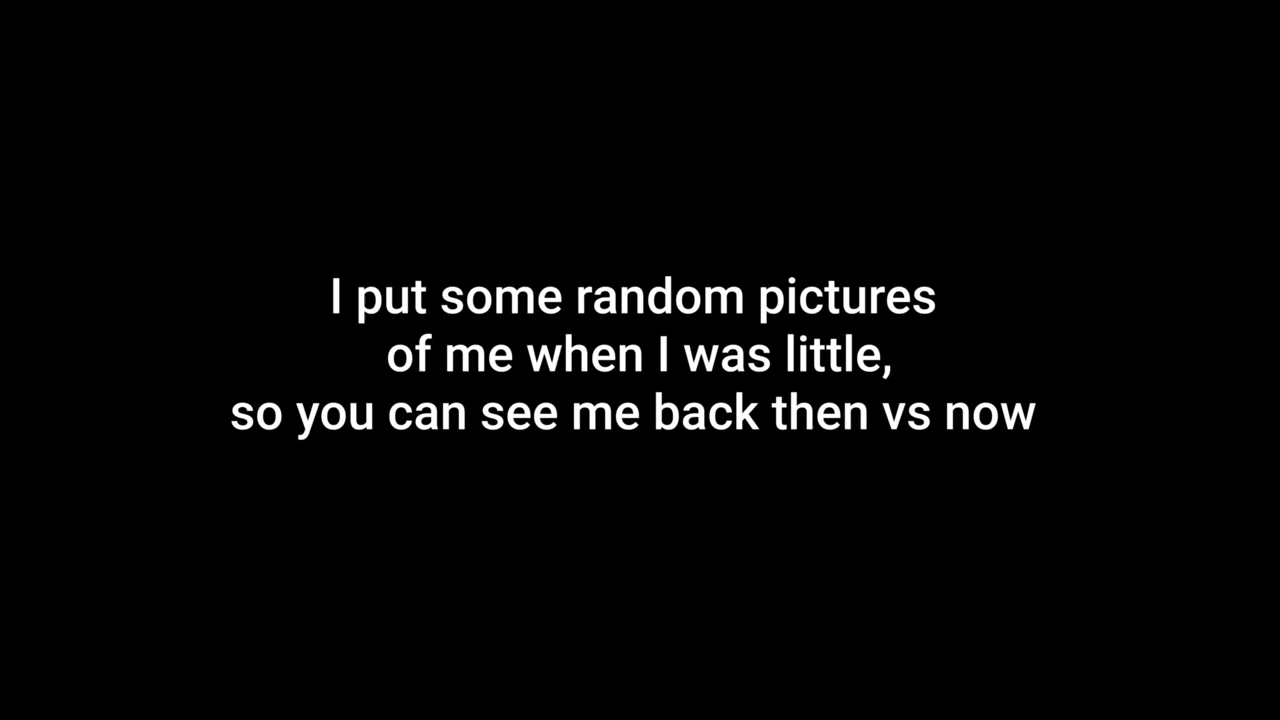 I put some random pictures
of me when I was little,
so you can see me back then vs now